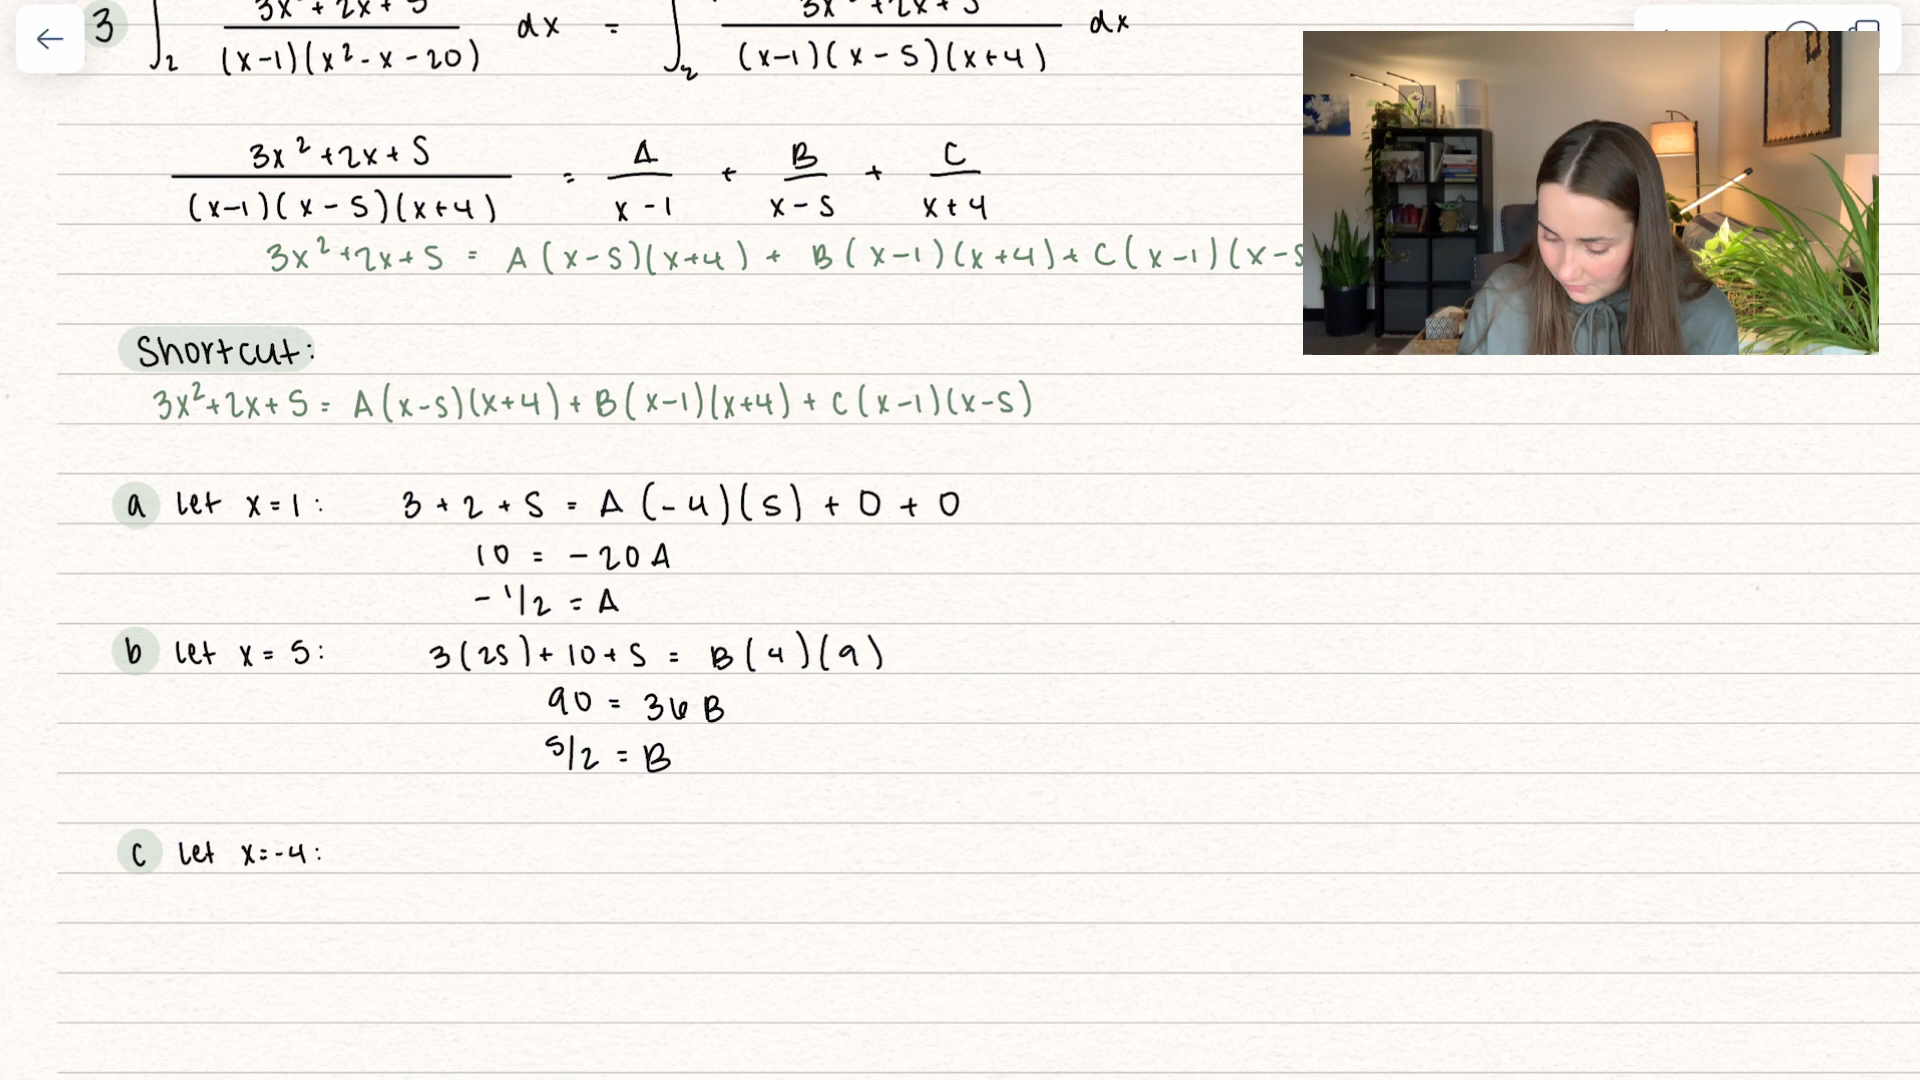 3 ∫₂ 3x² + 2x + 5 / (x-1)(x²-x-20) dx = ∫₂ 3x² + 2x + 5 / (x-1)(x-5)(x+4) dx
3x² + 2x + 5 / (x-1)(x-5)(x+4) = A / x-1 + B / x-5 + C / x+4
3x² + 2x + 5 = A(x-5)(x+4) + B(x-1)(x+4) + C(x-1)(x-5
Shortcut:
3x² + 2x + 5 = A(x-5)(x+4) + B(x-1)(x+4) + C(x-1)(x-5)
a let x=1: 3 + 2 + 5 = A(-4)(5) + 0 + 0
10 = -20A
-1/2 = A
b let x = 5: 3(25) + 10 + 5 = B(4)(9)
90 = 36B
5/2 = B
c let x=-4: